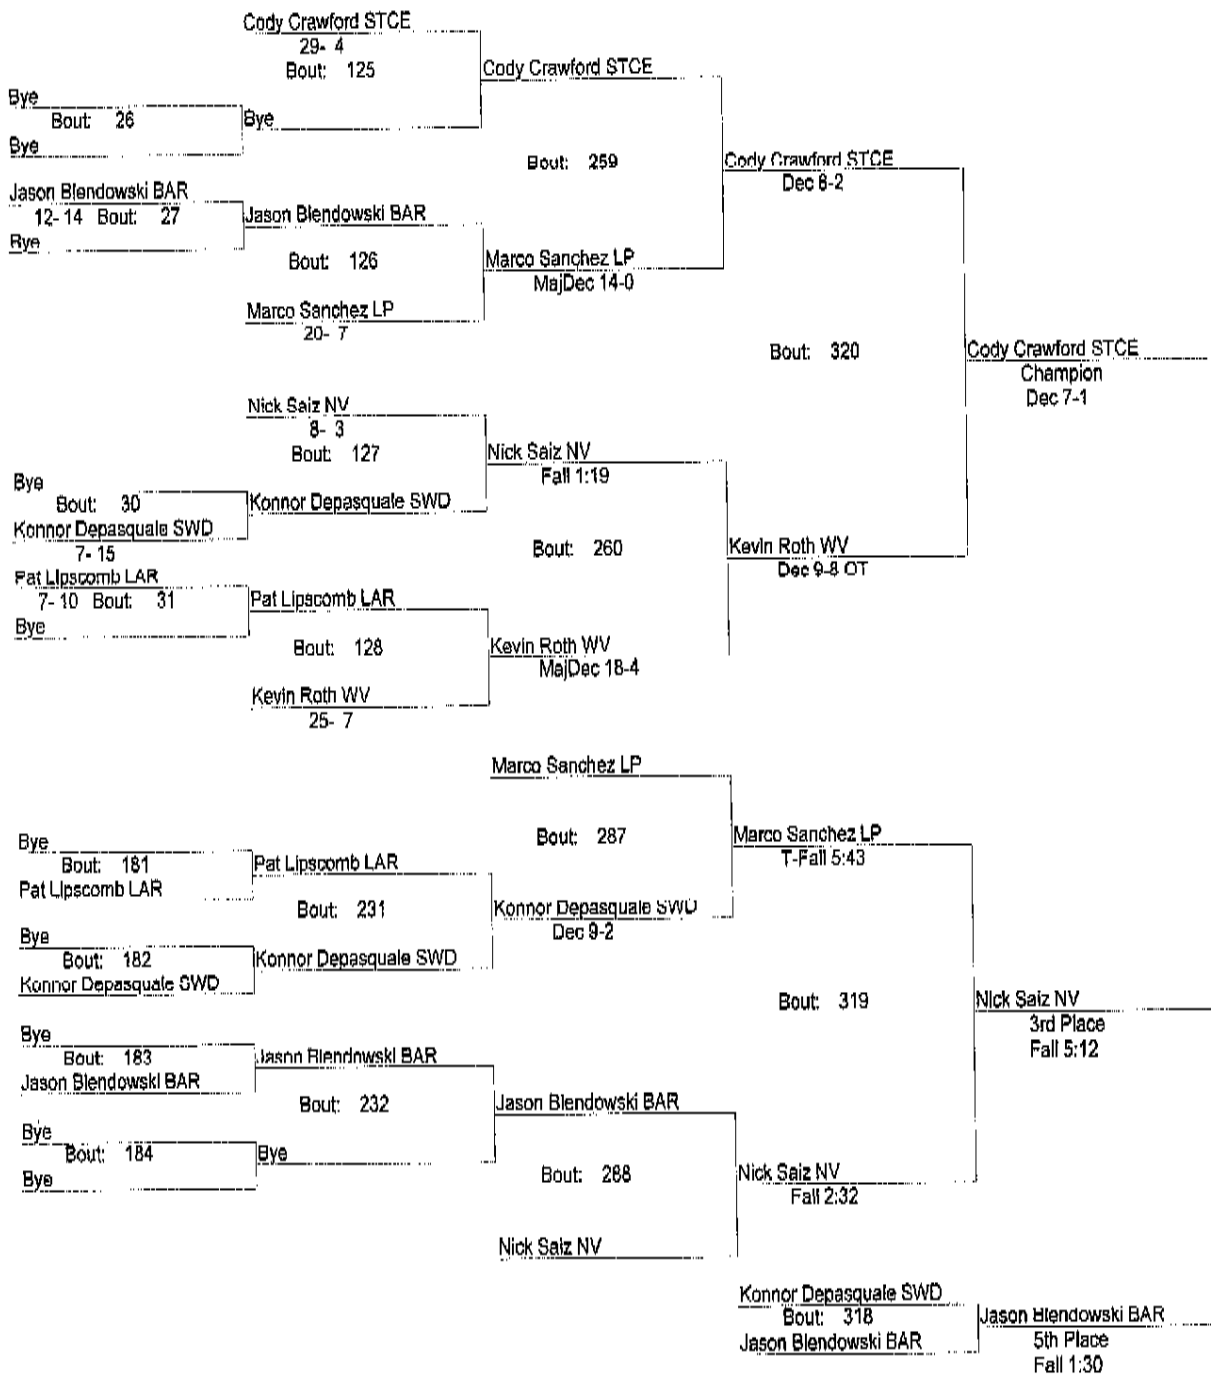 Cody Crawford STCE
29- 4
Bout: 125
Cody Crawford STCE
Bye
Bout: 26
Bye
Bye
Bout: 259
Cody Crawford STCE
Dec 6-2
Jason Blendowski BAR
12- 14 Bout: 27
Jason Blendowski BAR
Bye
Bout: 126
Marco Sanchez LP
MajDec 14-0
Marco Sanchez LP
20- 7
Bout: 320
Cody Crawford STCE
Champion
Dec 7-1
Nick Saiz NV
8- 3
Bout: 127
Nick Saiz NV
Fall 1:19
Bye
Bout: 30
Konnor Depasquale SWD
Konnor Depasquale SWD
7- 15
Bout: 260
Kevin Roth WV
Dec 9-8 OT
Pat Lipscomb LAR
7- 10 Bout: 31
Pat Lipscomb LAR
Bye
Bout: 128
Kevin Roth WV
MajDec 18-4
Kevin Roth WV
25- 7
Marco Sanchez LP
Bout: 287
Marco Sanchez LP
T-Fall 5:43
Bye
Bout: 181
Pat Lipscomb LAR
Pat Lipscomb LAR
Bout: 231
Konnor Depasquale SWD
Dec 9-2
Bye
Bout: 182
Konnor Depasquale SWD
Konnor Depasquale SWD
Bout: 319
Nick Saiz NV
3rd Place
Fall 5:12
Bye
Bout: 183
Jason Blendowski BAR
Jason Blendowski BAR
Bout: 232
Jason Blendowski BAR
Bye
Bout: 184
Bye
Bye
Bout: 288
Nick Saiz NV
Fall 2:32
Nick Saiz NV
Konnor Depasquale SWD
Bout: 318
Jason Blendowski BAR
Jason Blendowski BAR
5th Place
Fall 1:30